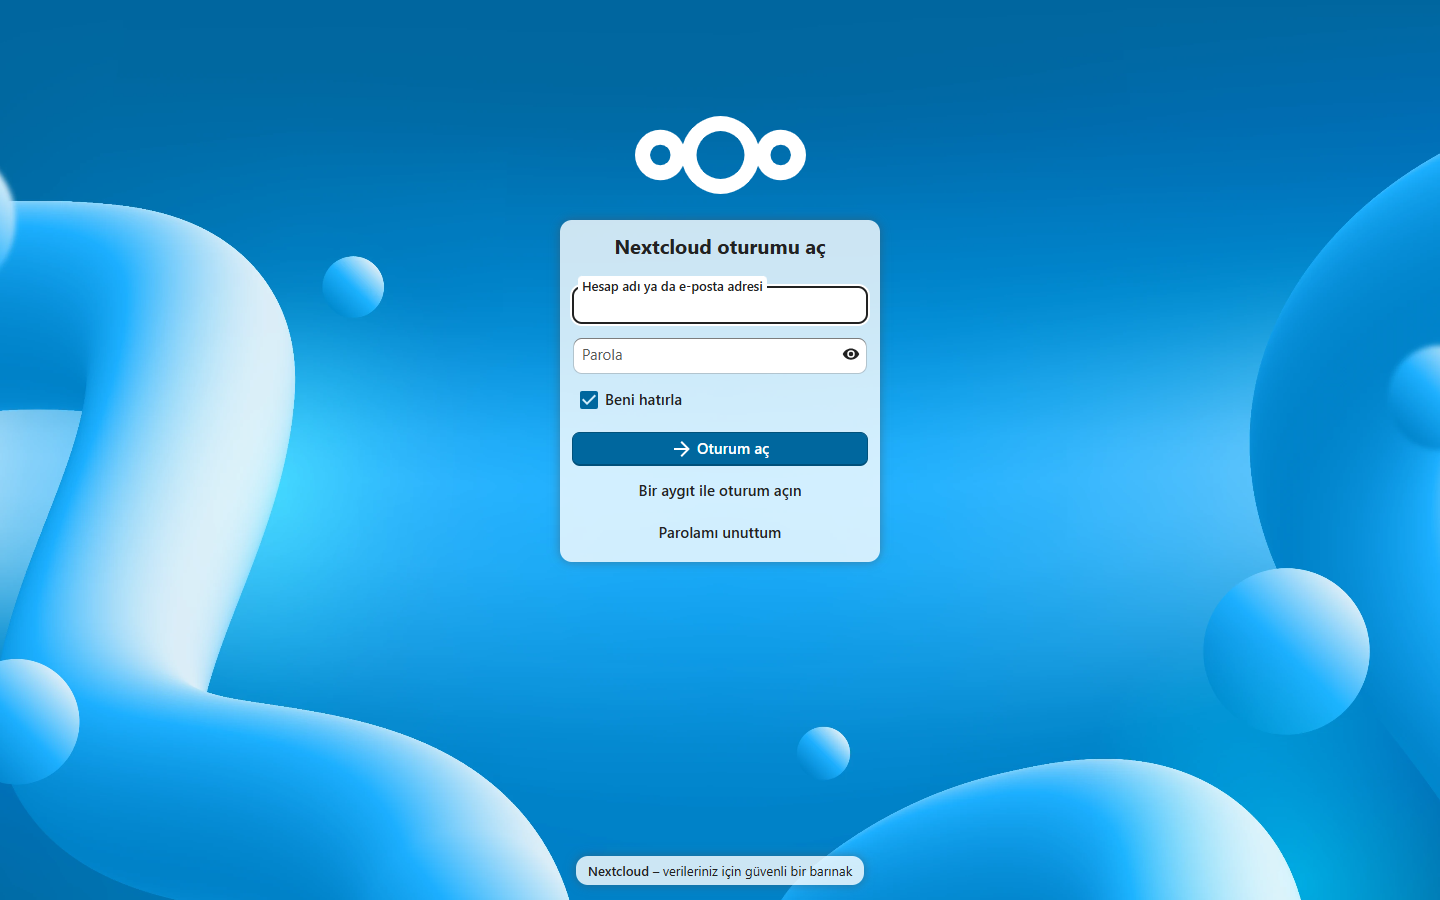 Nextcloud oturumu aç
Hesap adı ya da e-posta adresi
Parola
Beni hatırla
Oturum aç
Bir aygıt ile oturum açın
Parolamı unuttum
Nextcloud – verileriniz için güvenli bir barınak